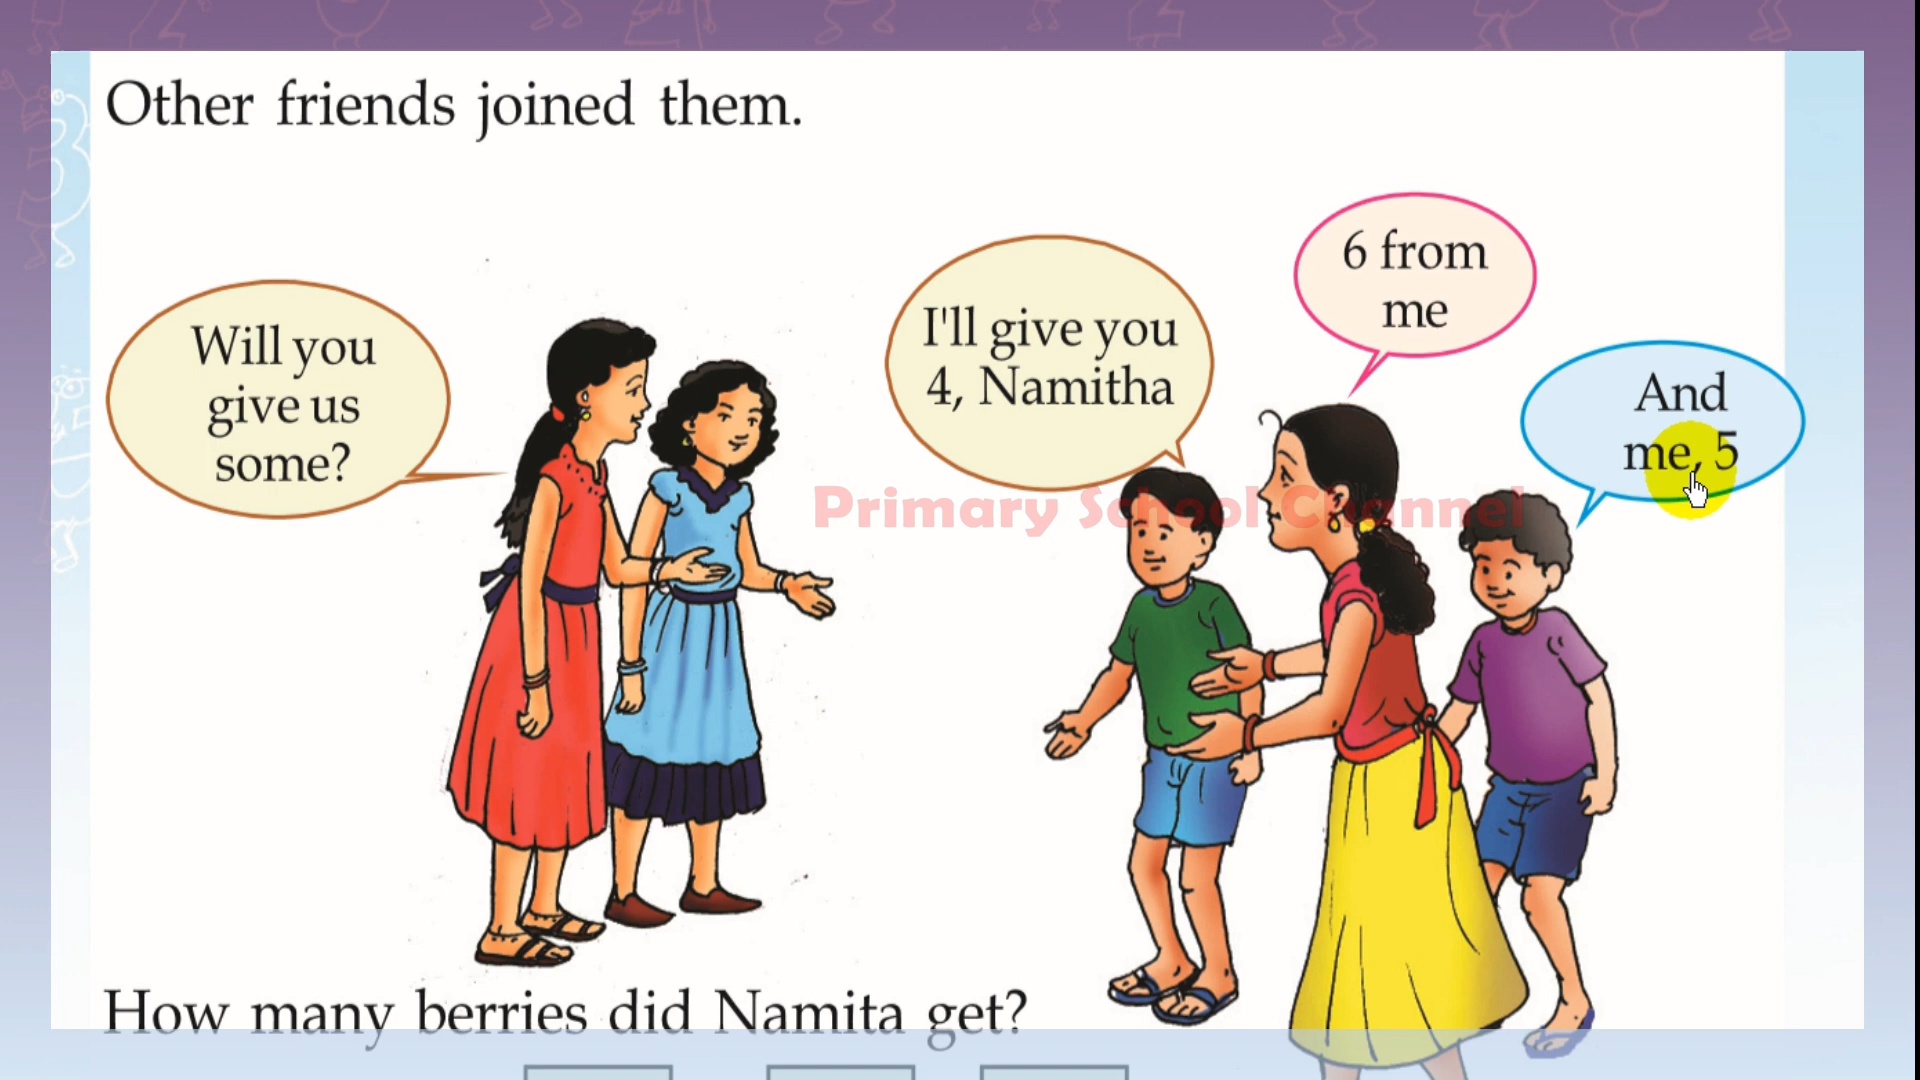 Other friends joined them.
Will you
give us
some?
I'll give you
4, Namitha
6 from
me
And
me, 5
Primary School Channel
How many berries did Namita get?